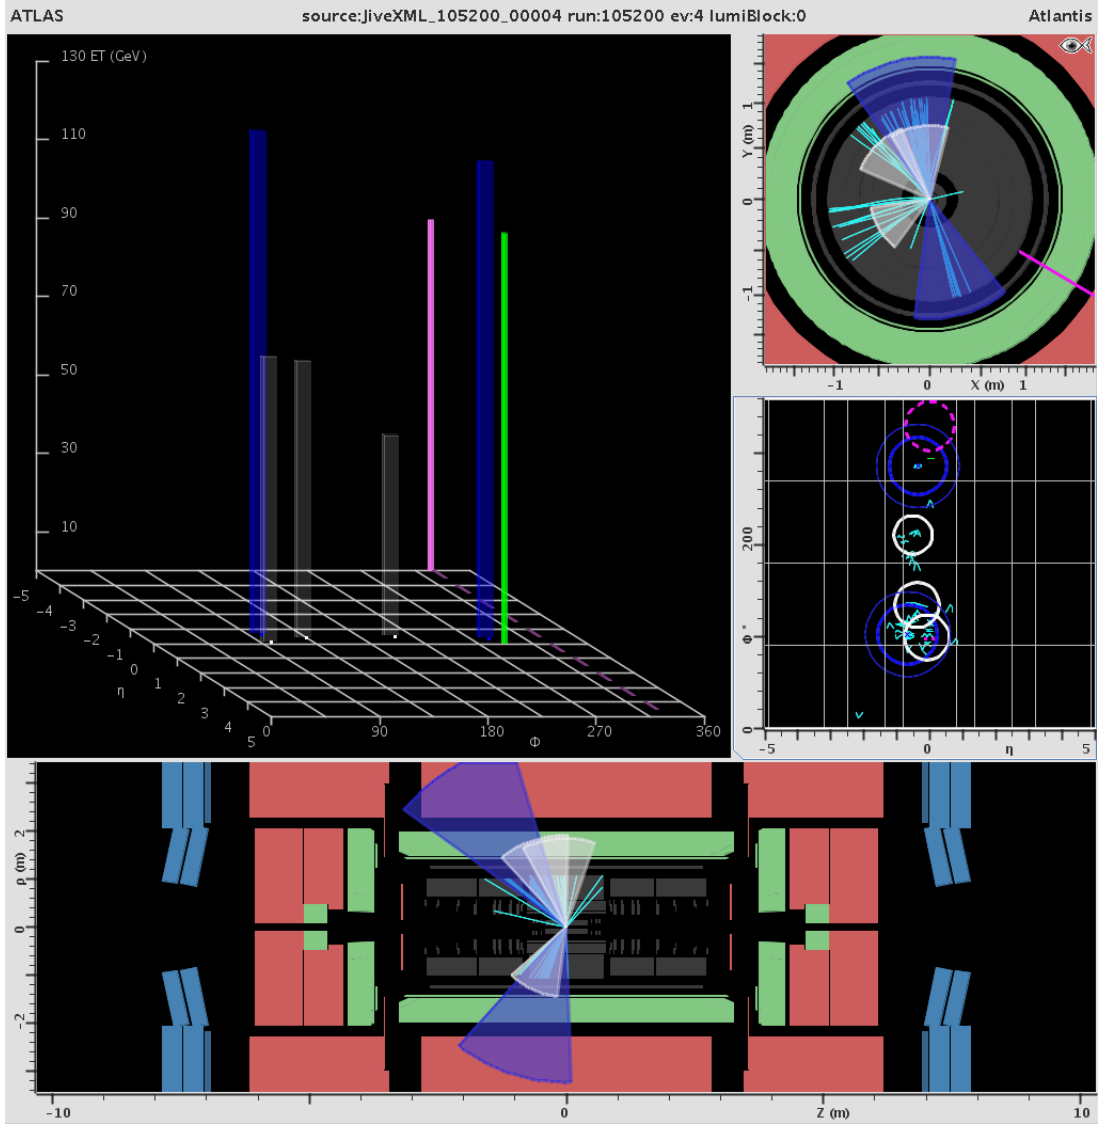 ATLAS source:JiveXML_105200_00004 run:105200 ev:4 lumiBlock:0 Atlantis
130 ET (GeV)
110
90
70
50
30
10
-5
-4
-3
-2
-1
0
1
2
3
4
5
η
0 90 180 270 360
Φ
Y (m)
1
0
-1
-1 0 X (m) 1
Φ°
200
0
-5 0 η 5
ρ (m)
2
0
-2
-10 0 Z (m) 10